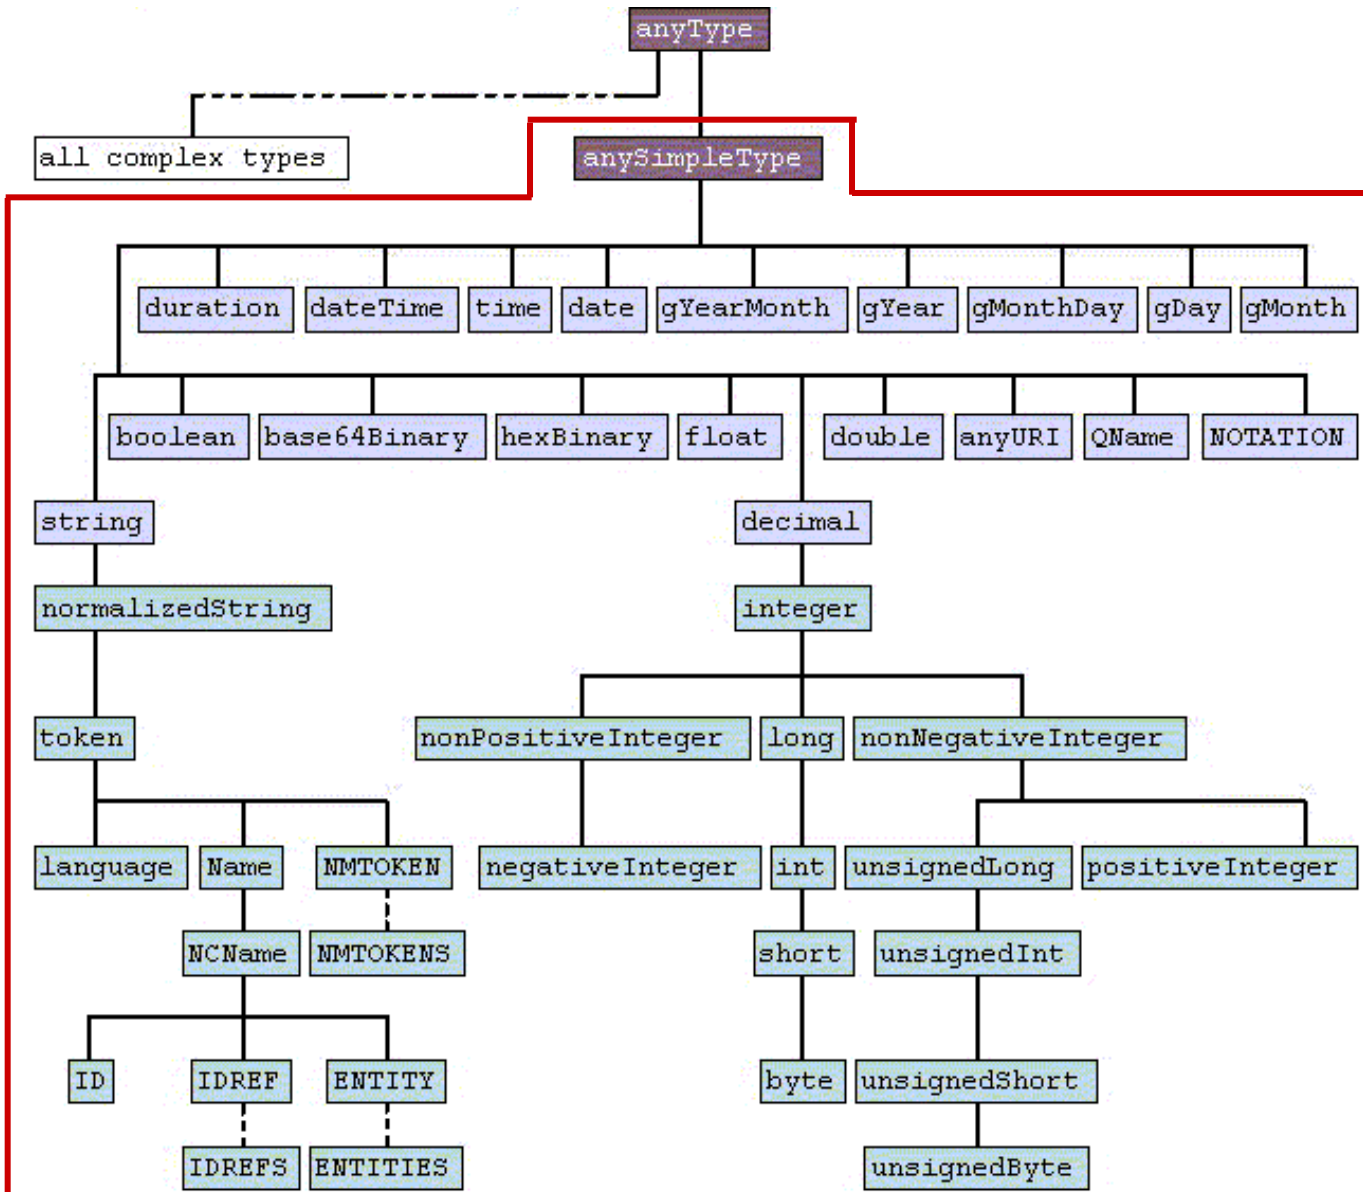 anyType
all complex types
anySimpleType
duration dateTime time date gYearMonth gYear gMonthDay gDay gMonth
boolean base64Binary hexBinary float double anyURI QName NOTATION
string decimal
normalizedString integer
token nonPositiveInteger long nonNegativeInteger
language Name NMTOKEN negativeInteger int unsignedLong positiveInteger
NCName NMTOKENS short unsignedInt
ID IDREF ENTITY byte unsignedShort
IDREFS ENTITIES unsignedByte